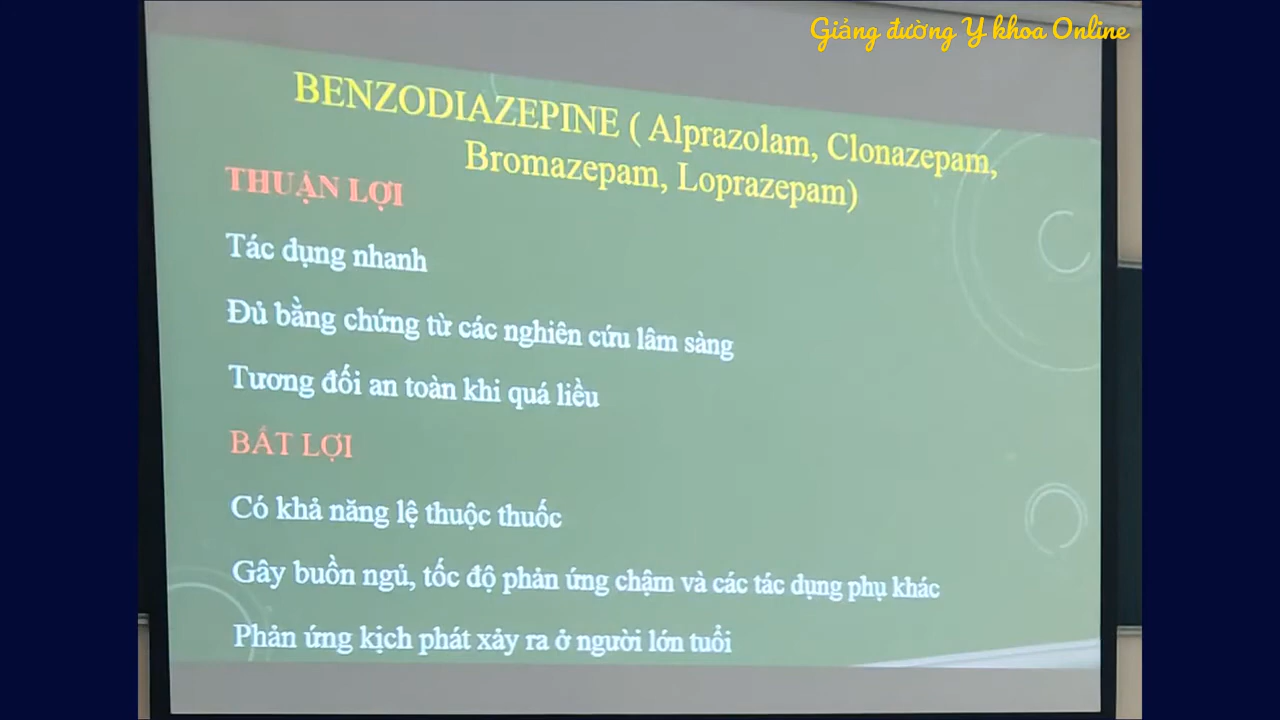 Giảng đường Y khoa Online
BENZODIAZEPINE ( Alprazolam, Clonazepam,
Bromazepam, Loprazepam)
THUẬN LỢI
Tác dụng nhanh
Đủ bằng chứng từ các nghiên cứu lâm sàng
Tương đối an toàn khi quá liều
BẤT LỢI
Có khả năng lệ thuộc thuốc
Gây buồn ngủ, tốc độ phản ứng chậm và các tác dụng phụ khác
Phản ứng kịch phát xảy ra ở người lớn tuổi